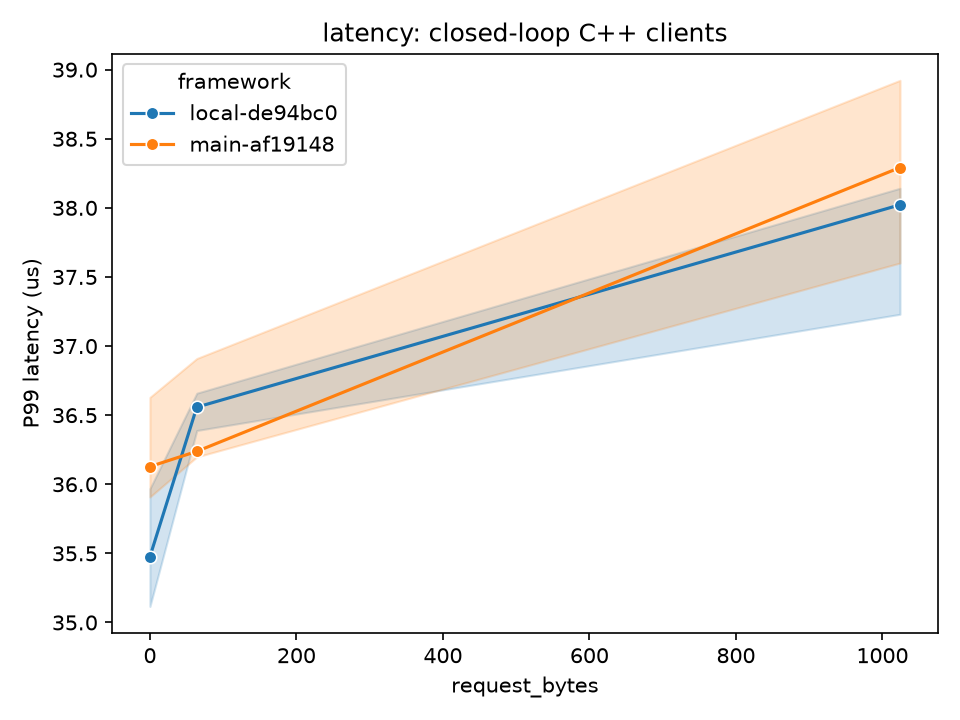 latency: closed-loop C++ clients
framework
local-de94bc0
main-af19148
P99 latency (us)
39.0
38.5
38.0
37.5
37.0
36.5
36.0
35.5
35.0
0 200 400 600 800 1000
request_bytes